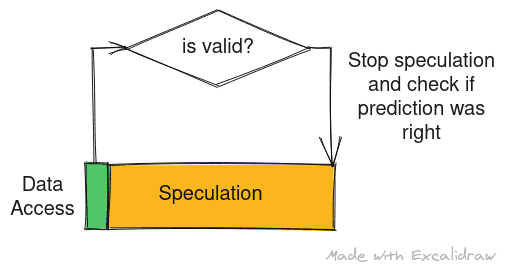 is valid?
Stop speculation
and check if
prediction was
right
Data
Access
Speculation
Made with Excalidraw